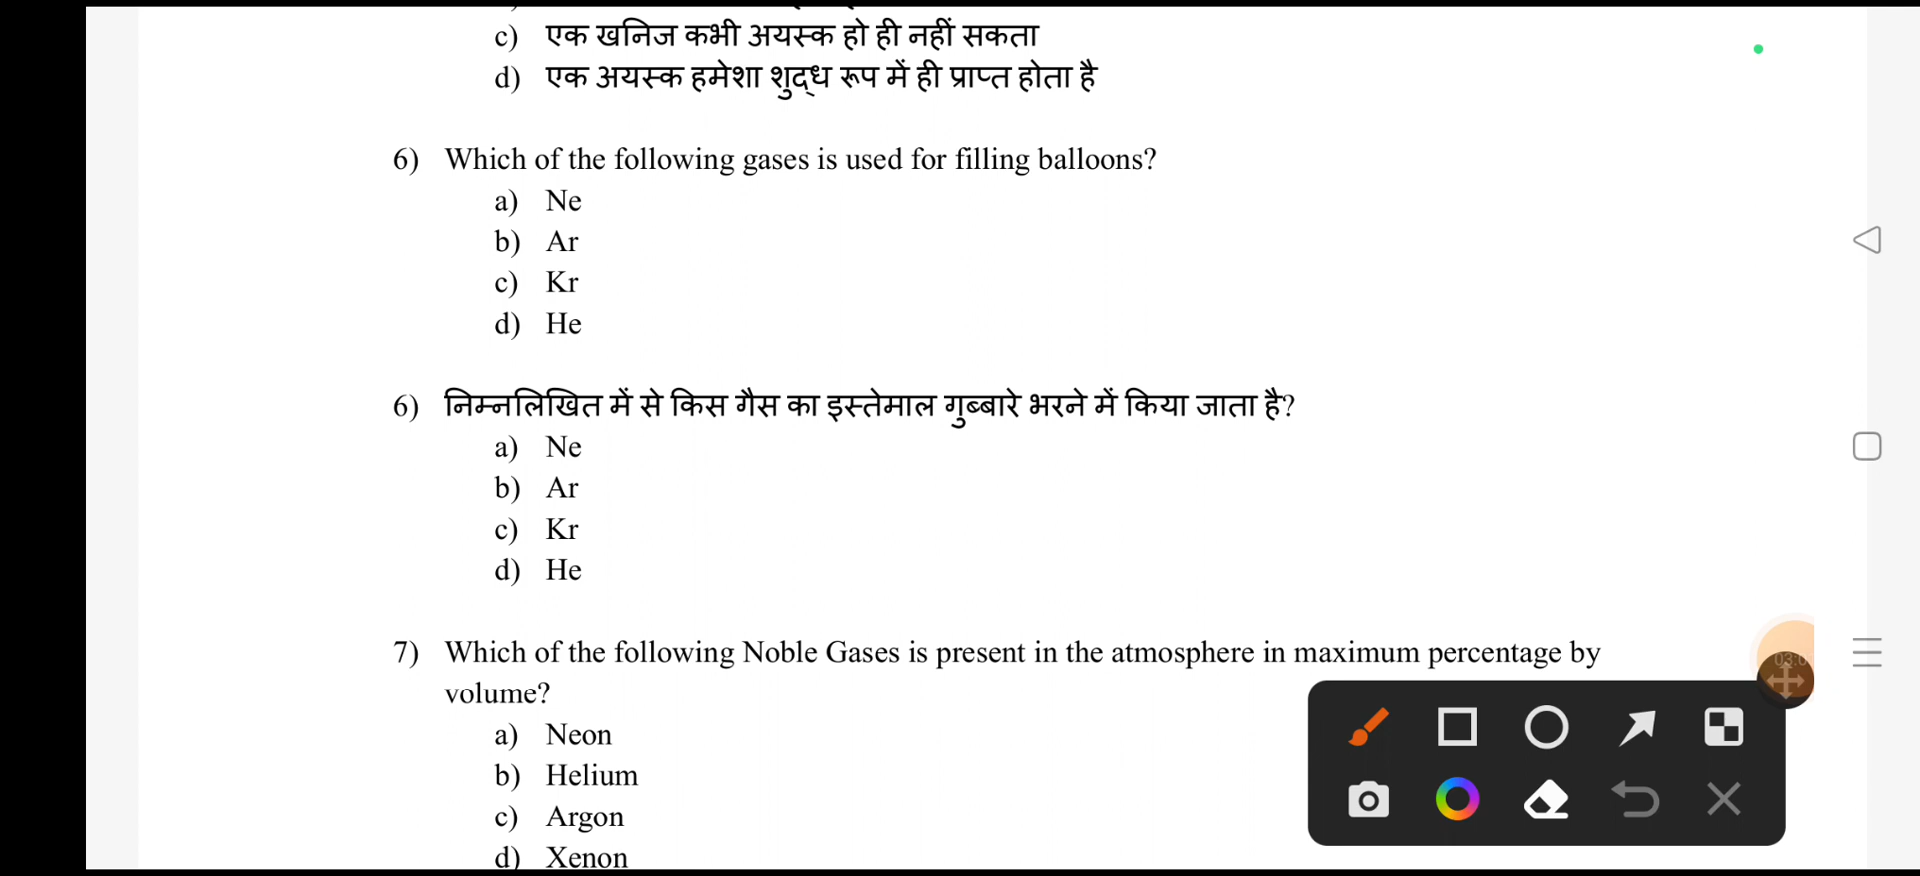 c) एक खनिज कभी अयस्क हो ही नहीं सकता
d) एक अयस्क हमेशा शुद्ध रूप में ही प्राप्त होता है
6) Which of the following gases is used for filling balloons?
a) Ne
b) Ar
c) Kr
d) He
6) निम्नलिखित में से किस गैस का इस्तेमाल गुब्बारे भरने में किया जाता है?
a) Ne
b) Ar
c) Kr
d) He
7) Which of the following Noble Gases is present in the atmosphere in maximum percentage by
volume?
a) Neon
b) Helium
c) Argon
d) Xenon